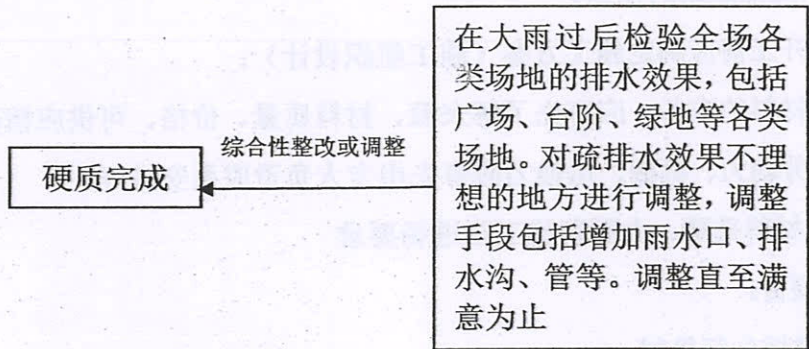 在大雨过后检验全场各
类场地的排水效果，包括
广场、台阶、绿地等各类
场地。对疏排水效果不理
想的地方进行调整，调整
手段包括增加雨水口、排
水沟、管等。调整直至满
意为止
综合性整改或调整
硬质完成